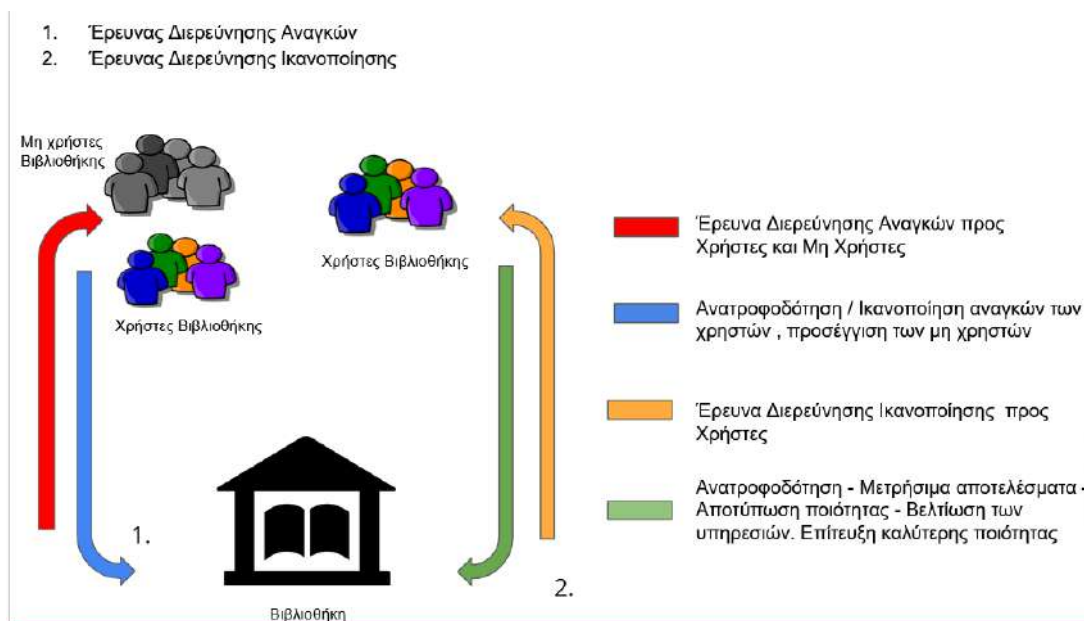 1. Έρευνας Διερεύνησης Αναγκών
2. Έρευνας Διερεύνησης Ικανοποίησης
Μη χρήστες
Βιβλιοθήκης
Χρήστες Βιβλιοθήκης
Χρήστες Βιβλιοθήκης
1.
Βιβλιοθήκη
2.
Έρευνα Διερεύνησης Αναγκών προς
Χρήστες και Μη Χρήστες
Ανατροφοδότηση / Ικανοποίηση αναγκών των
χρηστών , προσέγγιση των μη χρηστών
Έρευνα Διερεύνησης Ικανοποίησης προς
Χρήστες
Ανατροφοδότηση - Μετρήσιμα αποτελέσματα -
Αποτύπωση ποιότητας - Βελτίωση των
υπηρεσιών. Επίτευξη καλύτερης ποιότητας